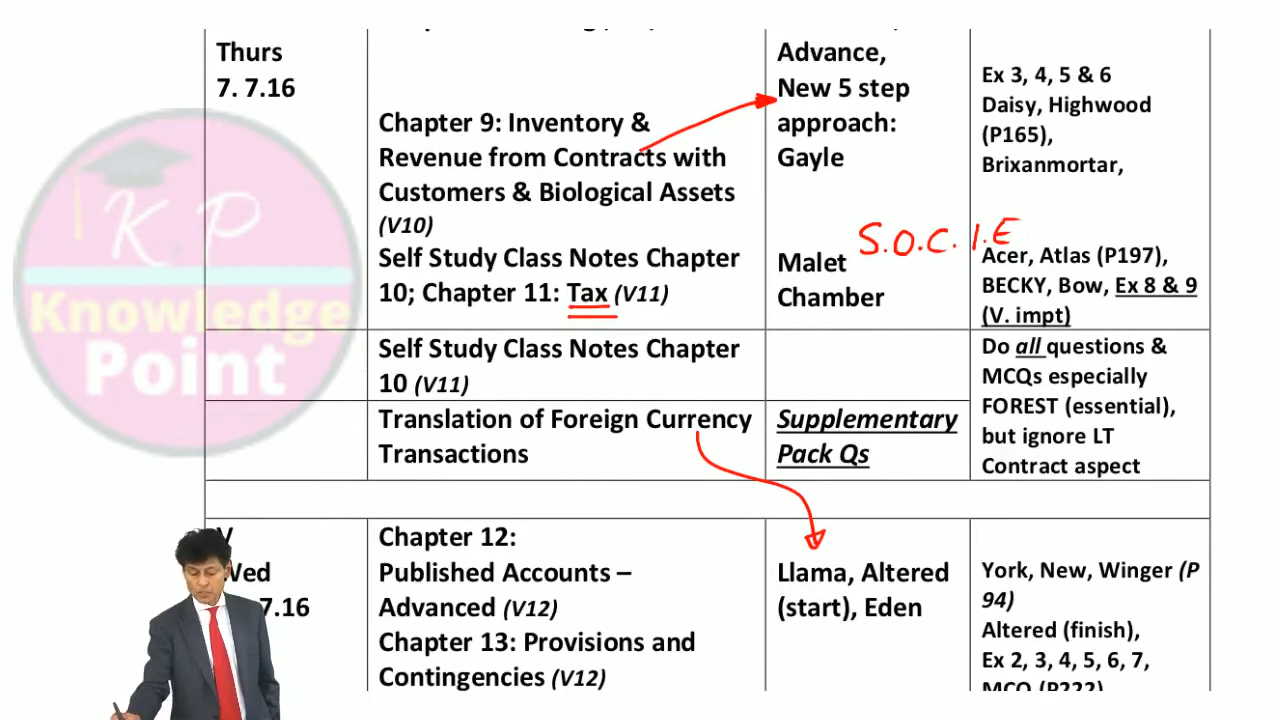 Thurs
7. 7.16
Chapter 9: Inventory &
Revenue from Contracts with
Customers & Biological Assets
(V10)
Self Study Class Notes Chapter
10; Chapter 11: Tax (V11)
Advance,
New 5 step
approach:
Gayle
S.O.C.I.E
Malet
Chamber
Ex 3, 4, 5 & 6
Daisy, Highwood
(P165),
Brixanmortar,
Acer, Atlas (P197),
BECKY, Bow, Ex 8 & 9
(V. impt)
Self Study Class Notes Chapter
10 (V11)
Do all questions &
MCQs especially
FOREST (essential),
but ignore LT
Contract aspect
Translation of Foreign Currency
Transactions
Supplementary
Pack Qs
V
Wed
7.16
Chapter 12:
Published Accounts –
Advanced (V12)
Chapter 13: Provisions and
Contingencies (V12)
Llama, Altered
(start), Eden
York, New, Winger (P
94)
Altered (finish),
Ex 2, 3, 4, 5, 6, 7,
MCQ (P222)
K.P
Knowledge
Point